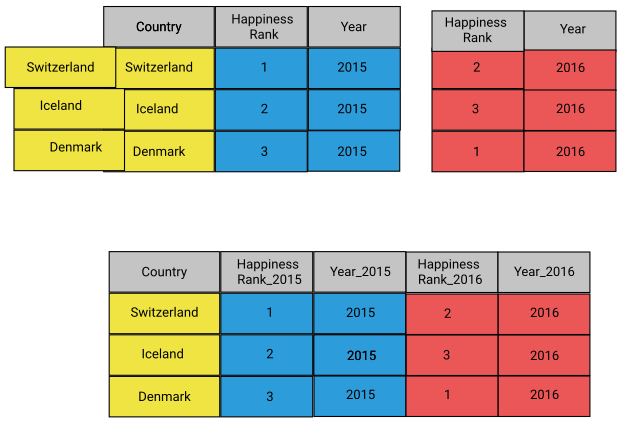 Country Happiness Rank Year Happiness Rank Year
Switzerland Switzerland 1 2015 2 2016
Iceland Iceland 2 2015 3 2016
Denmark Denmark 3 2015 1 2016
Country Happiness Rank_2015 Year_2015 Happiness Rank_2016 Year_2016
Switzerland 1 2015 2 2016
Iceland 2 2015 3 2016
Denmark 3 2015 1 2016